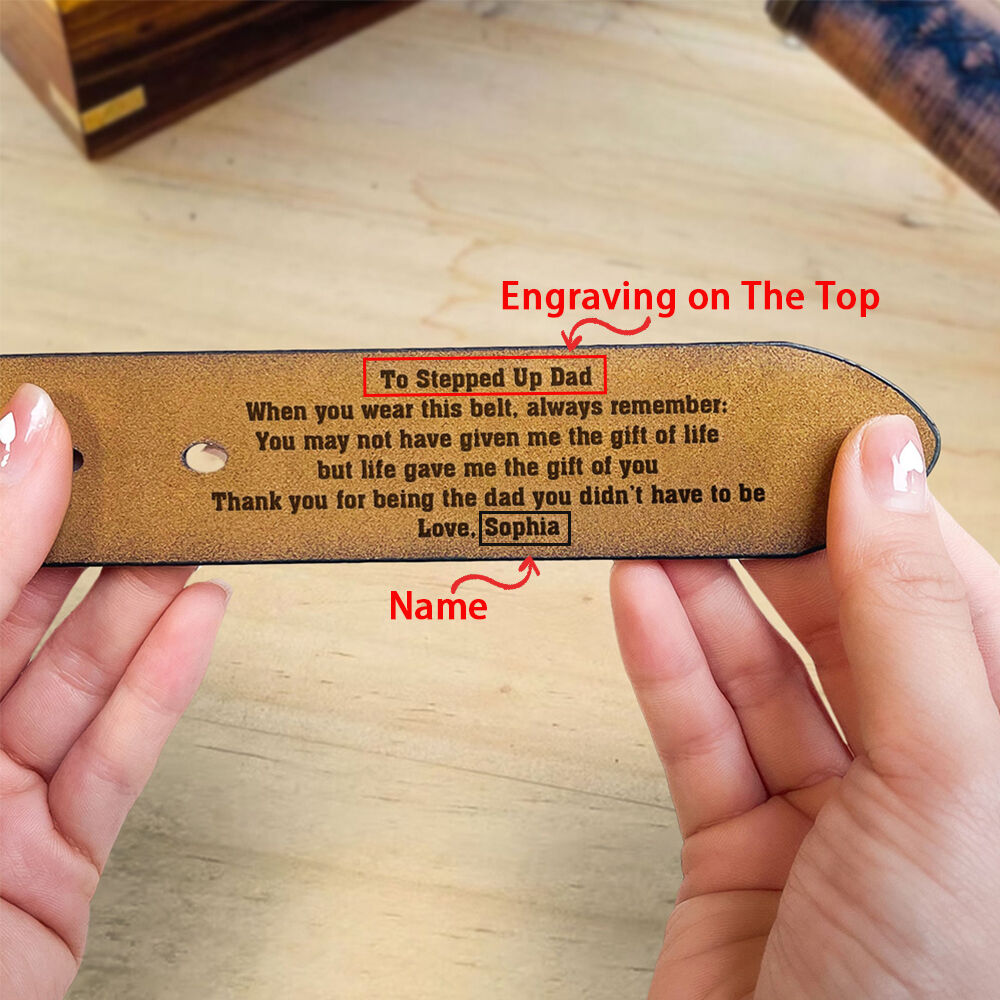 Engraving on The Top
To Stepped Up Dad
When you wear this belt, always remember:
You may not have given me the gift of life
but life gave me the gift of you
Thank you for being the dad you didn't have to be
Love, Sophia
Name